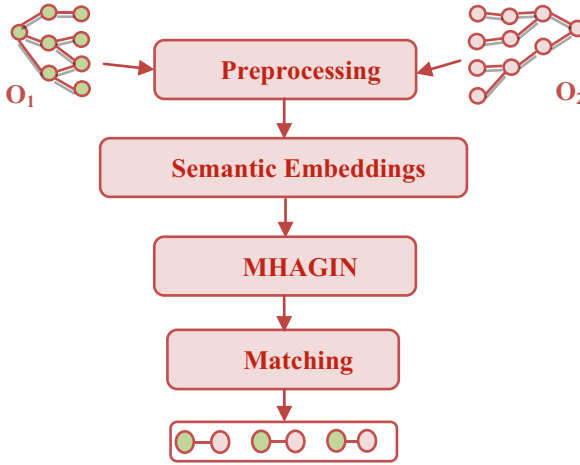 Preprocessing
O₁
O₂
Semantic Embeddings
MHAGIN
Matching